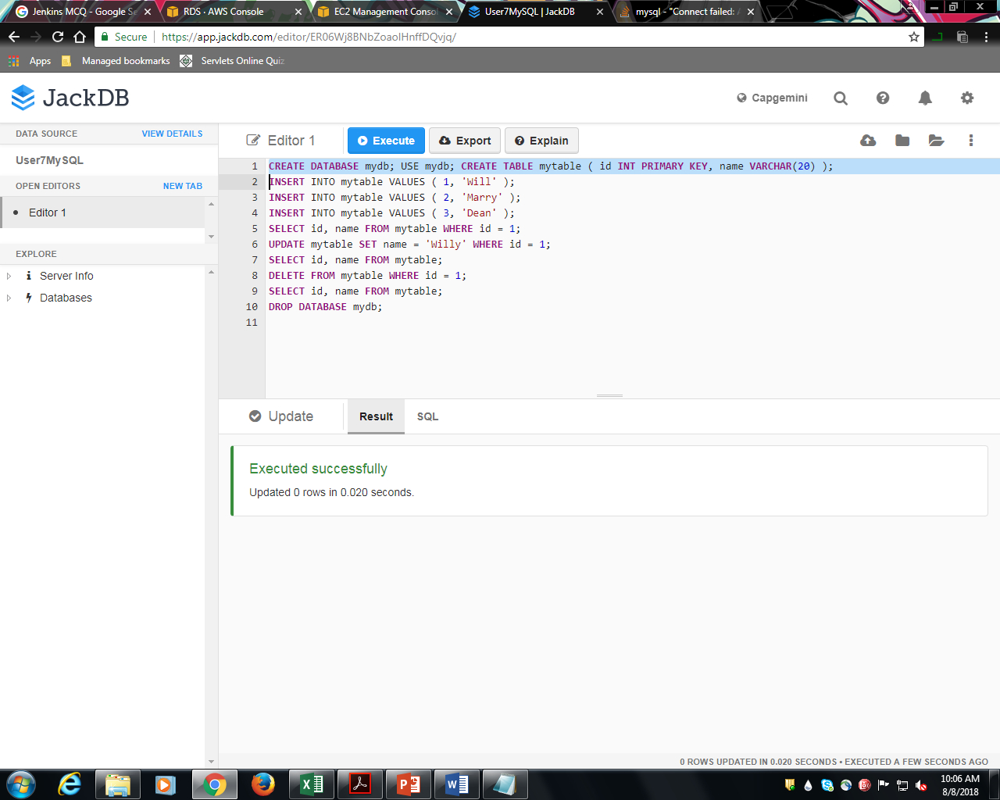 Jenkins MCQ - Google Se
RDS · AWS Console
EC2 Management Conso
User7MySQL | JackDB
mysql - "Connect failed: A
Secure
https://app.jackdb.com/editor/ER06Wj8BNbZoaolHnffDQvjq/
Apps
Managed bookmarks
Servlets Online Quiz
JackDB
Capgemini
DATA SOURCE
VIEW DETAILS
User7MySQL
OPEN EDITORS
NEW TAB
Editor 1
EXPLORE
Server Info
Databases
Editor 1
Execute
Export
Explain
1 CREATE DATABASE mydb; USE mydb; CREATE TABLE mytable ( id INT PRIMARY KEY, name VARCHAR(20) );
2 INSERT INTO mytable VALUES ( 1, 'Will' );
3 INSERT INTO mytable VALUES ( 2, 'Marry' );
4 INSERT INTO mytable VALUES ( 3, 'Dean' );
5 SELECT id, name FROM mytable WHERE id = 1;
6 UPDATE mytable SET name = 'Willy' WHERE id = 1;
7 SELECT id, name FROM mytable;
8 DELETE FROM mytable WHERE id = 1;
9 SELECT id, name FROM mytable;
10 DROP DATABASE mydb;
11
Update
Result
SQL
Executed successfully
Updated 0 rows in 0.020 seconds.
0 ROWS UPDATED IN 0.020 SECONDS • EXECUTED A FEW SECONDS AGO
10:06 AM
8/8/2018